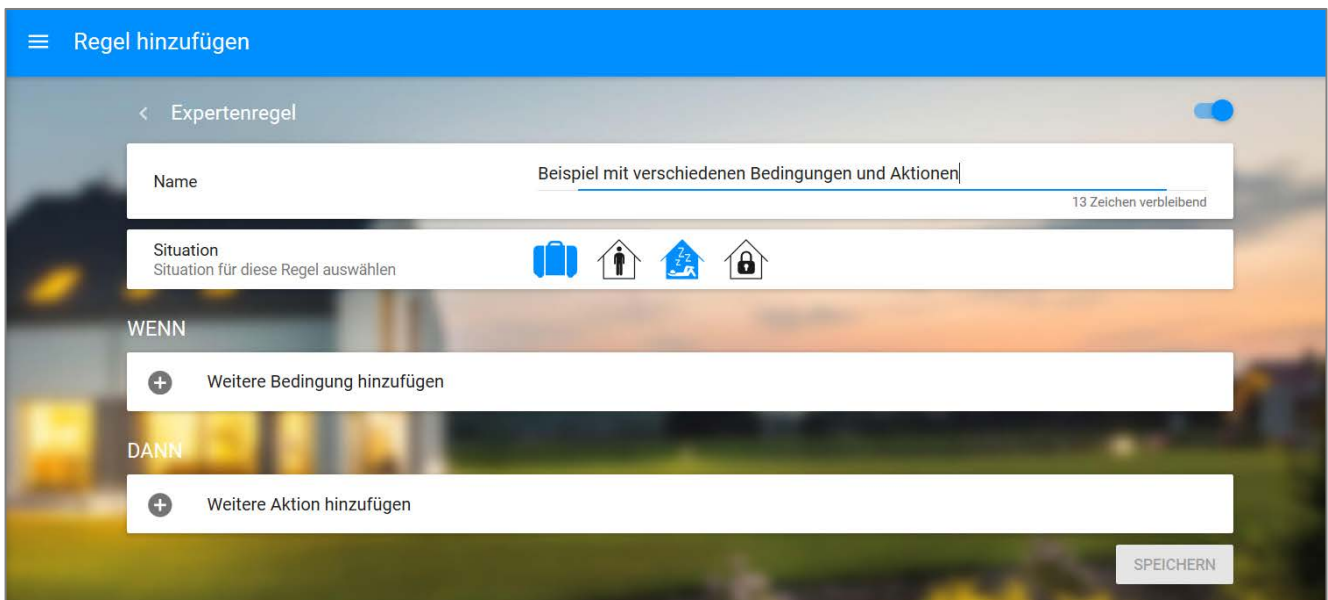 Regel hinzufügen
Expertenregel
Name
Beispiel mit verschiedenen Bedingungen und Aktionen
13 Zeichen verbleibend
Situation
Situation für diese Regel auswählen
z z z
WENN
Weitere Bedingung hinzufügen
DANN
Weitere Aktion hinzufügen
SPEICHERN